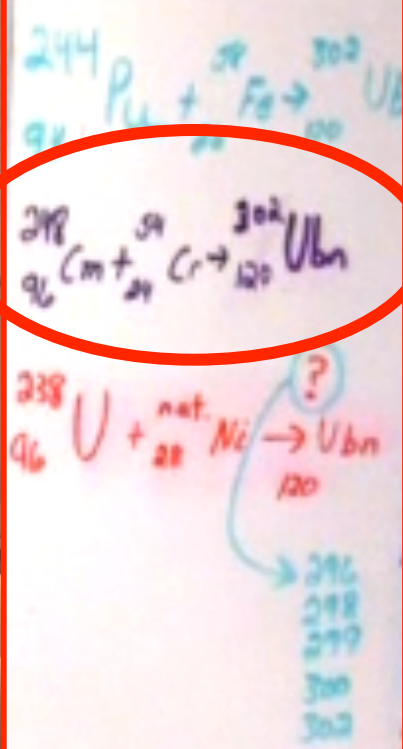 244 94 Pu + 58 26 Fe → 302 120 Ub
248 96 Cm + 54 24 Cr → 302 120 Ubn
?
238 96 U + nat. 28 Ni → Ubn 120
296
298
299
300
302